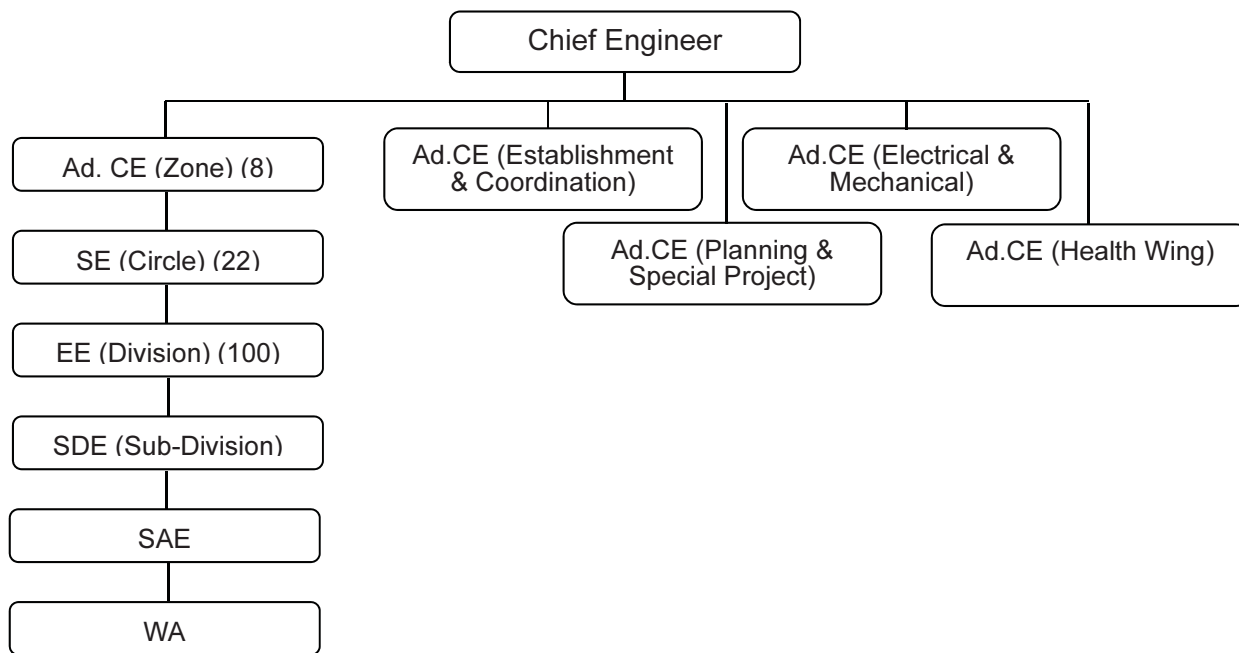 Chief Engineer
Ad. CE (Zone) (8)
Ad.CE (Establishment
& Coordination)
Ad.CE (Electrical &
Mechanical)
SE (Circle) (22)
Ad.CE (Planning &
Special Project)
Ad.CE (Health Wing)
EE (Division) (100)
SDE (Sub-Division)
SAE
WA